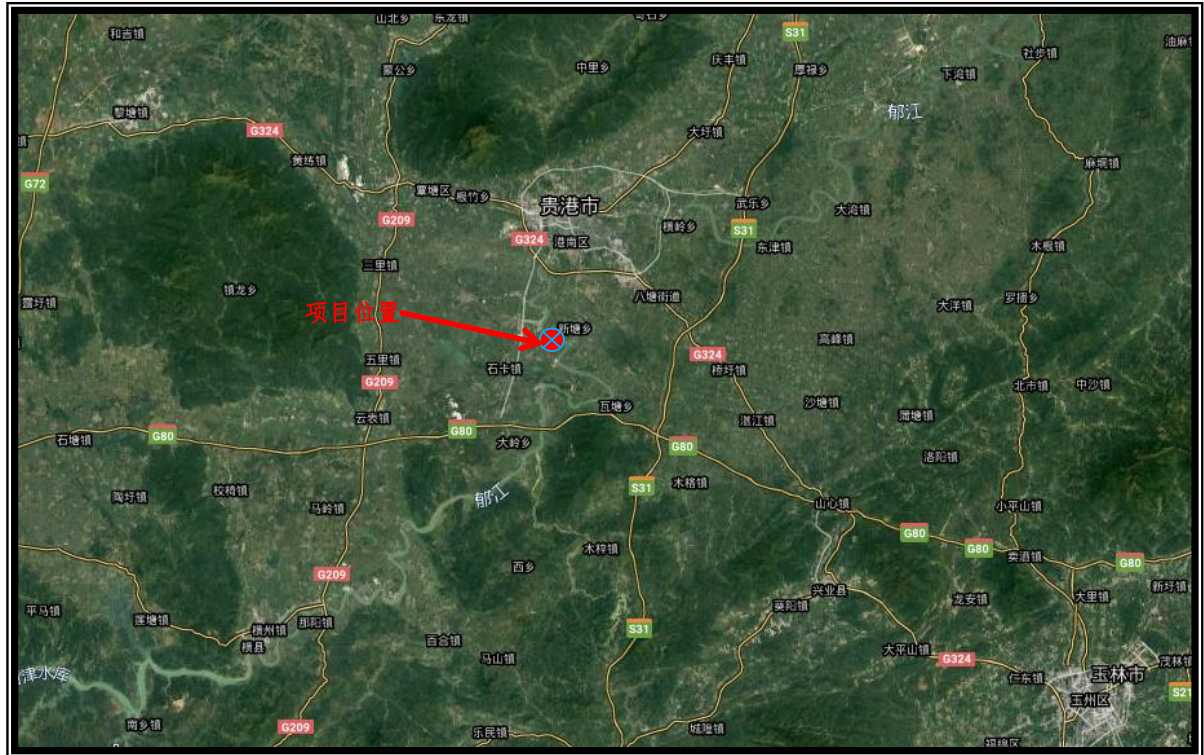 山北乡
东龙镇
和吉镇
S31
庆丰镇
社步镇
蒙公乡
中里乡
厚禄乡
下湾镇
黎塘镇
郁江
G324
大圩镇
黄练镇
麻垌镇
G72
覃塘区
根竹乡
贵港市
武乐乡
大湾镇
G209
G324
港南区
横岭乡
S31
东津镇
木根镇
三里镇
镇龙乡
露圩镇
八塘街道
大洋镇
罗播乡
项目位置
新塘乡
高峰镇
五里镇
石卡镇
G324
桥圩镇
G209
北市镇
中沙镇
云表镇
瓦塘乡
沙塘镇
蒲塘镇
石塘镇
G80
G80
大岭乡
湛江镇
G80
洛阳镇
陶圩镇
校椅镇
郁江
S31
木格镇
马岭镇
山心镇
小平山镇
G80
G80
木梓镇
卖酒镇
G80
西乡
G209
兴业县
新圩镇
平马镇
莲塘镇
横州镇
那阳镇
葵阳镇
龙安镇
大里镇
S31
横县
百合镇
马山镇
大平山镇
G324
茂林镇
津水库
仁东镇
玉林市
S21
玉州区
南乡镇
G209
乐民镇
城隍镇
福绵区